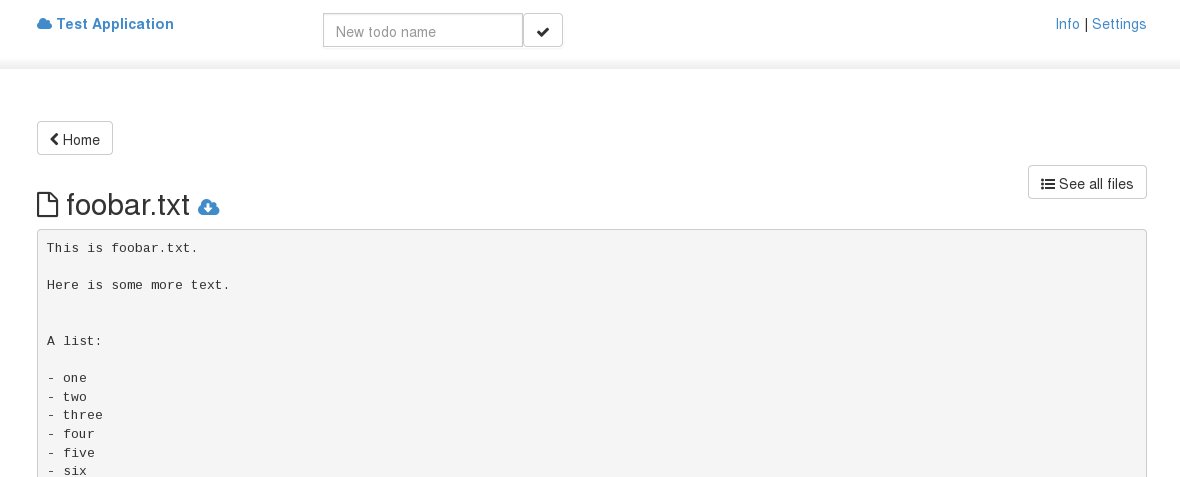 Test Application
New todo name
Info | Settings
Home
See all files
foobar.txt
This is foobar.txt.
Here is some more text.
A list:
- one
- two
- three
- four
- five
- six